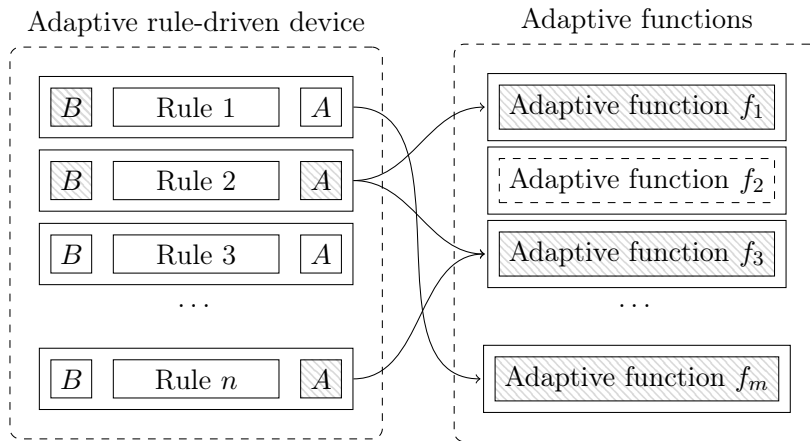 Adaptive rule-driven device
B Rule 1 A
B Rule 2 A
B Rule 3 A
...
B Rule n A
Adaptive functions
Adaptive function f₁
Adaptive function f₂
Adaptive function f₃
...
Adaptive function fₘ